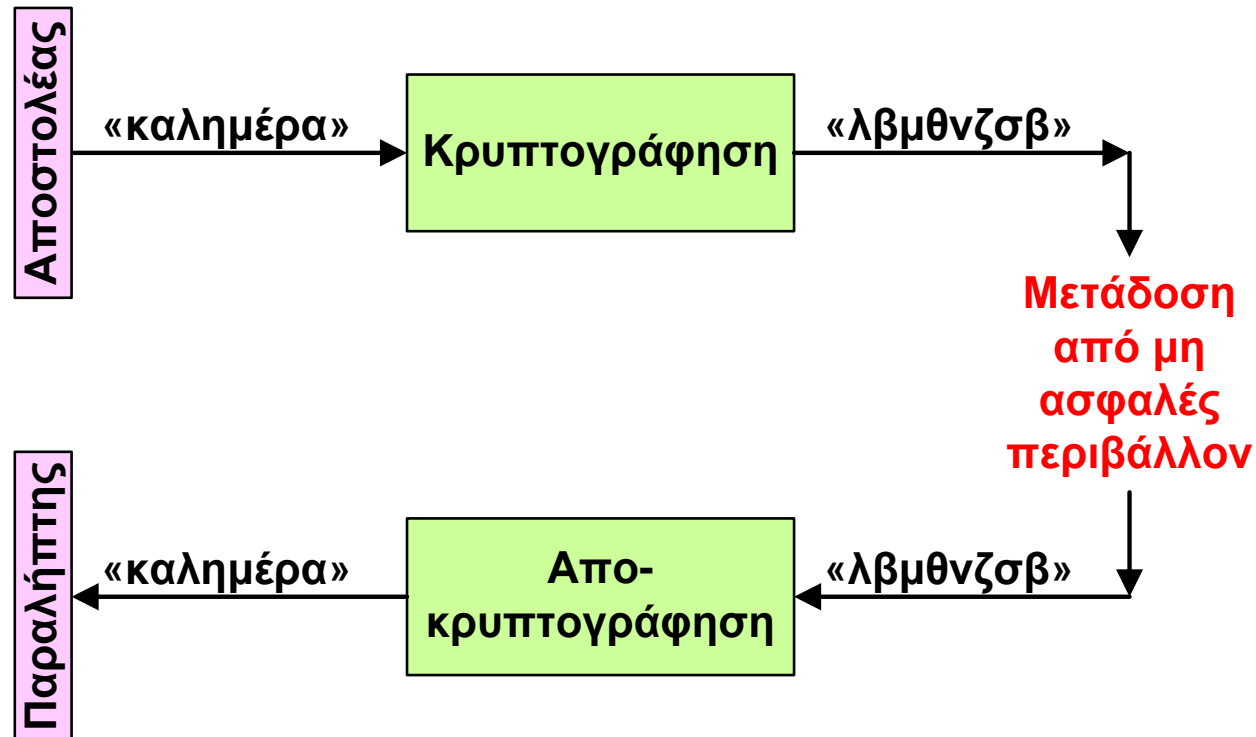 Αποστολέας
«καλημέρα»
Κρυπτογράφηση
«λβμθνζσβ»
Μετάδοση
από μη
ασφαλές
περιβάλλον
«λβμθνζσβ»
Απο-
κρυπτογράφηση
«καλημέρα»
Παραλήπτης